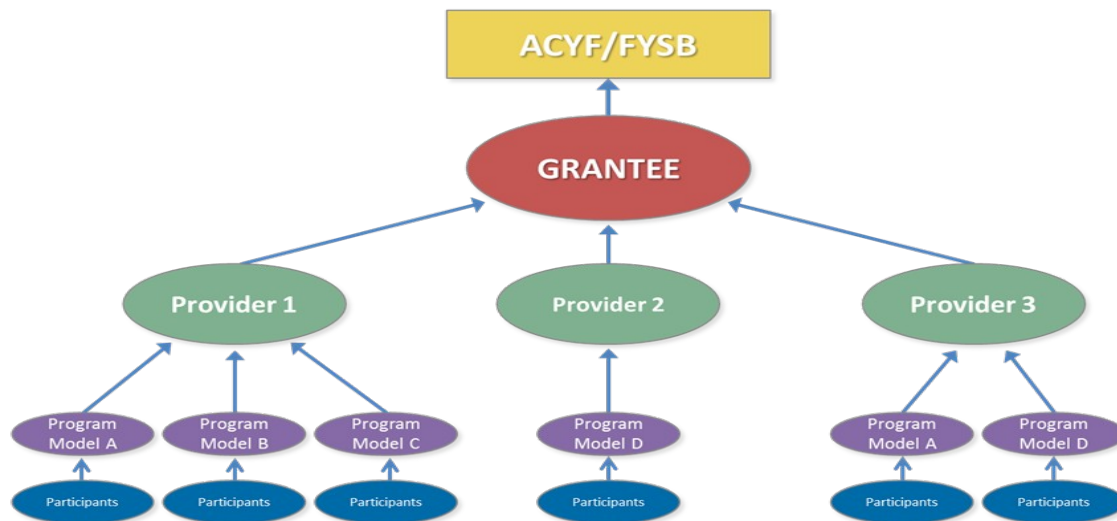 ACYF/FYSB
GRANTEE
Provider 1
Provider 2
Provider 3
Program
Model A
Program
Model B
Program
Model C
Program
Model D
Program
Model A
Program
Model D
Participants
Participants
Participants
Participants
Participants
Participants